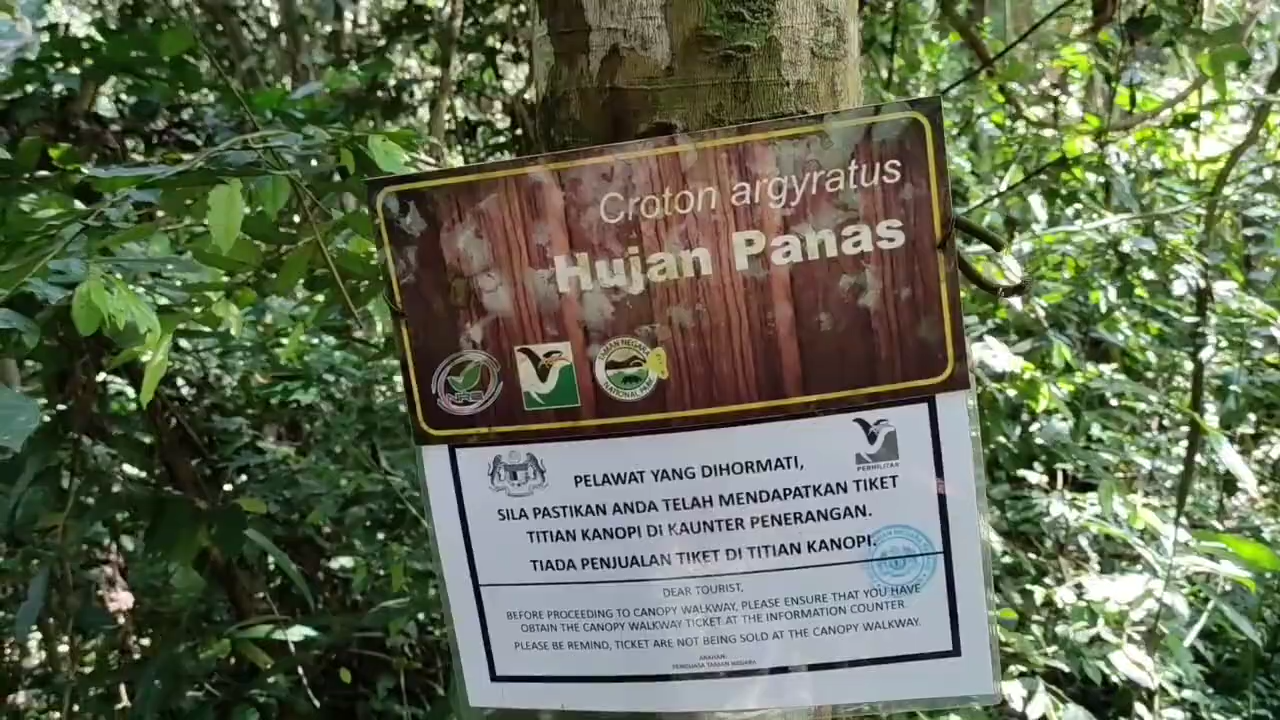 Croton argyratus
Hujan Panas
NRE
TAMAN NEGARA
NATIONAL PARK
PERHILITAN
PELAWAT YANG DIHORMATI,
SILA PASTIKAN ANDA TELAH MENDAPATKAN TIKET
TITIAN KANOPI DI KAUNTER PENERANGAN.
TIADA PENJUALAN TIKET DI TITIAN KANOPI.
DEAR TOURIST,
BEFORE PROCEEDING TO CANOPY WALKWAY, PLEASE ENSURE THAT YOU HAVE
OBTAIN THE CANOPY WALKWAY TICKET AT THE INFORMATION COUNTER.
PLEASE BE REMIND, TICKET ARE NOT BEING SOLD AT THE CANOPY WALKWAY.
ARAHAN:
PENGUASA TAMAN NEGARA